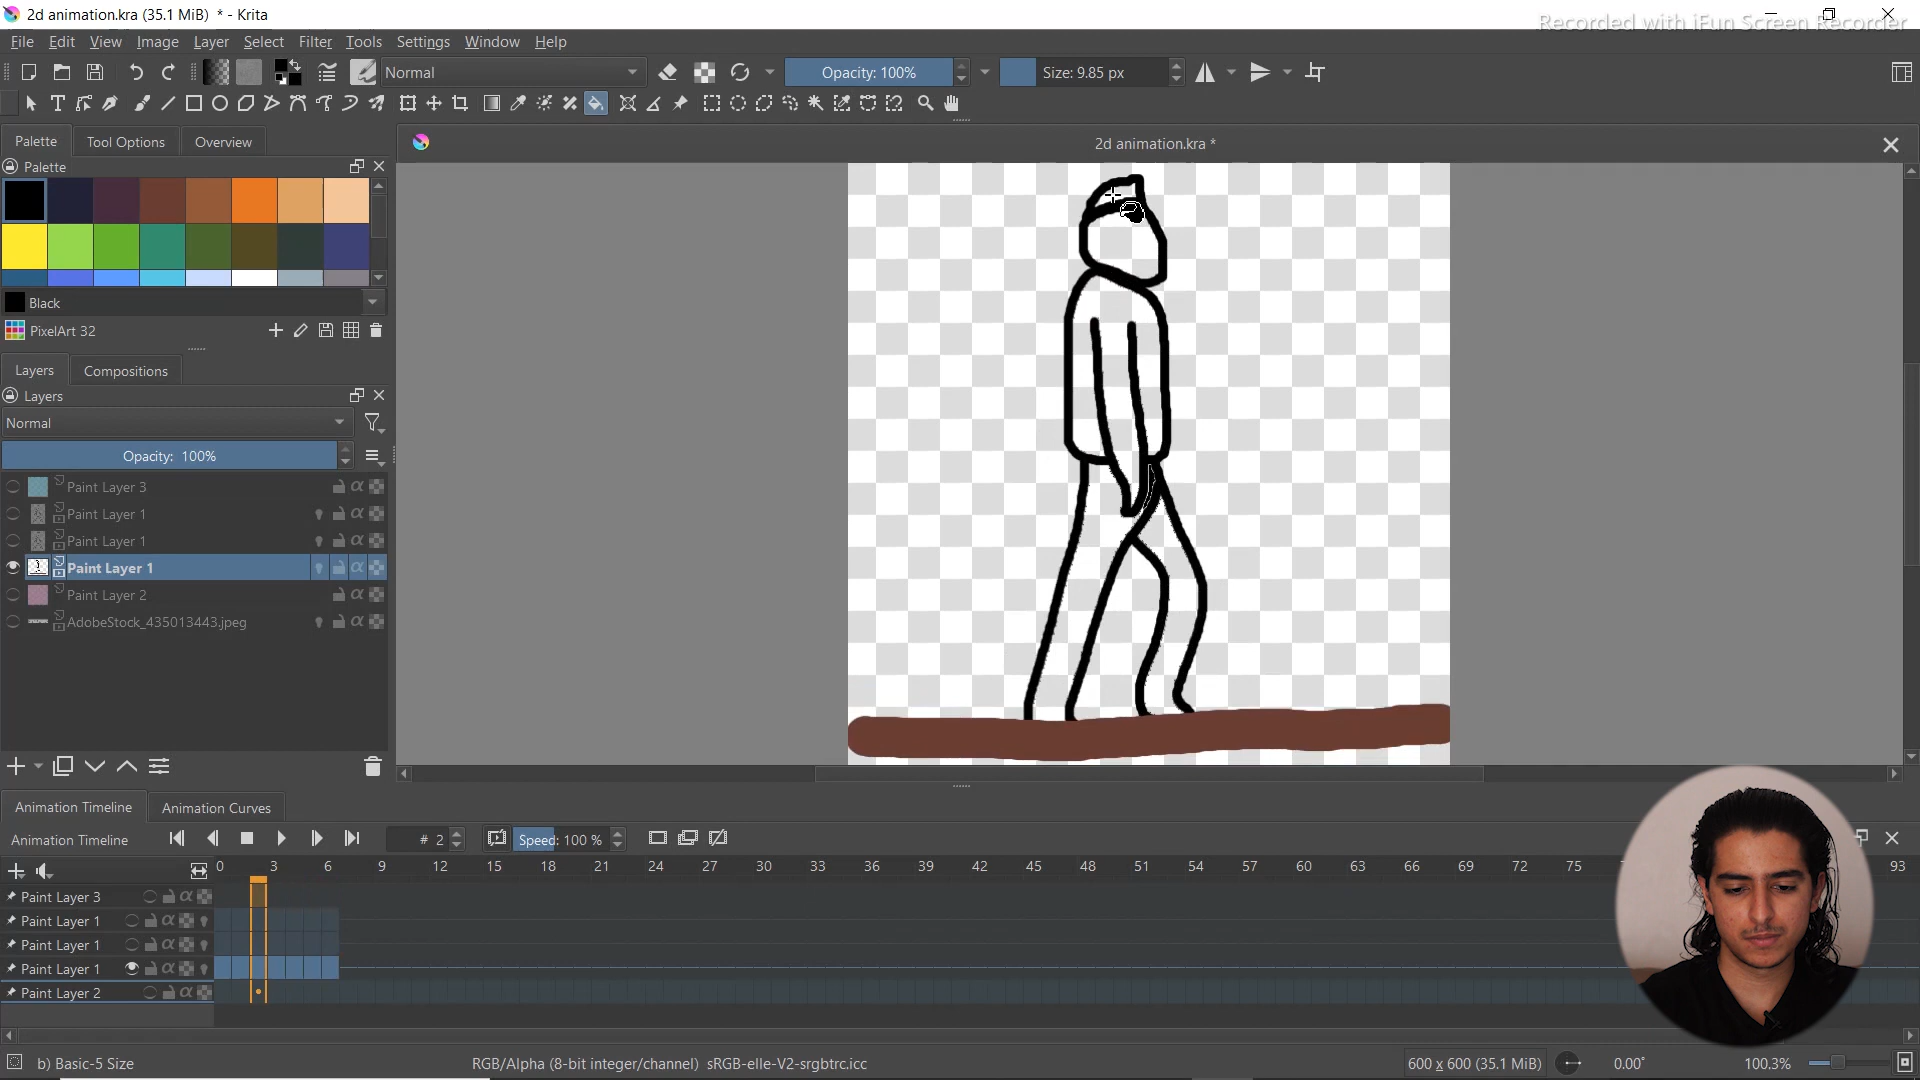 2d animation.kra (35.1 MiB) * - Krita
Recorded with iFun Screen Recorder
File Edit View Image Layer Select Filter Tools Settings Window Help
Normal Opacity: 100% Size: 9.85 px
Palette Tool Options Overview
2d animation.kra *
Palette
Black
PixelArt 32
Layers Compositions
Layers
Normal
Opacity: 100%
Paint Layer 3
Paint Layer 1
Paint Layer 1
Paint Layer 1
Paint Layer 2
AdobeStock_435013443.jpeg
Animation Timeline Animation Curves
Animation Timeline # 2 Speed: 100 %
0 3 6 9 12 15 18 21 24 27 30 33 36 39 42 45 48 51 54 57 60 63 66 69 72 75 93
Paint Layer 3
Paint Layer 1
Paint Layer 1
Paint Layer 1
Paint Layer 2
b) Basic-5 Size RGB/Alpha (8-bit integer/channel) sRGB-elle-V2-srgbtrc.icc 600 x 600 (35.1 MiB) 0.00° 100.3%